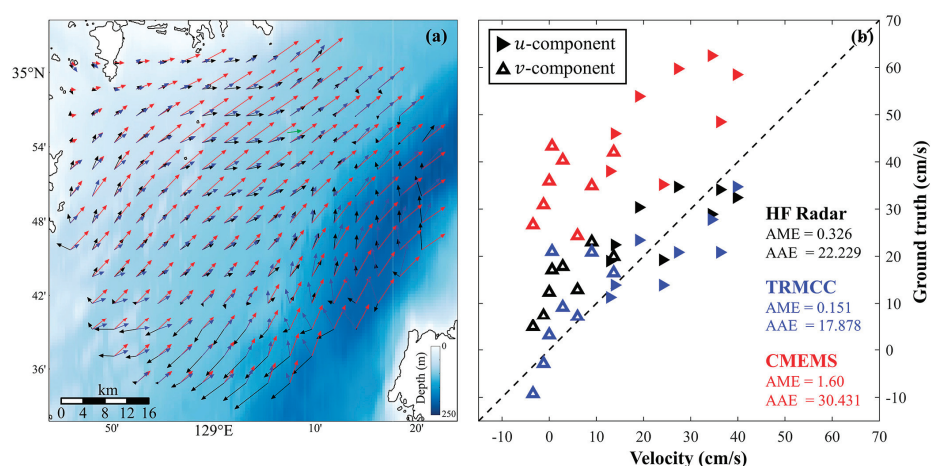 (a)
35°N
54'
48'
42'
36'
km
0 4 8 12 16
50'
129°E
10'
20'
Depth (m)
0
250
(b)
u-component
v-component
HF Radar
AME = 0.326
AAE = 22.229
TRMCC
AME = 0.151
AAE = 17.878
CMEMS
AME = 1.60
AAE = 30.431
70
60
50
40
30
20
10
0
-10
Ground truth (cm/s)
-10 0 10 20 30 40 50 60 70
Velocity (cm/s)